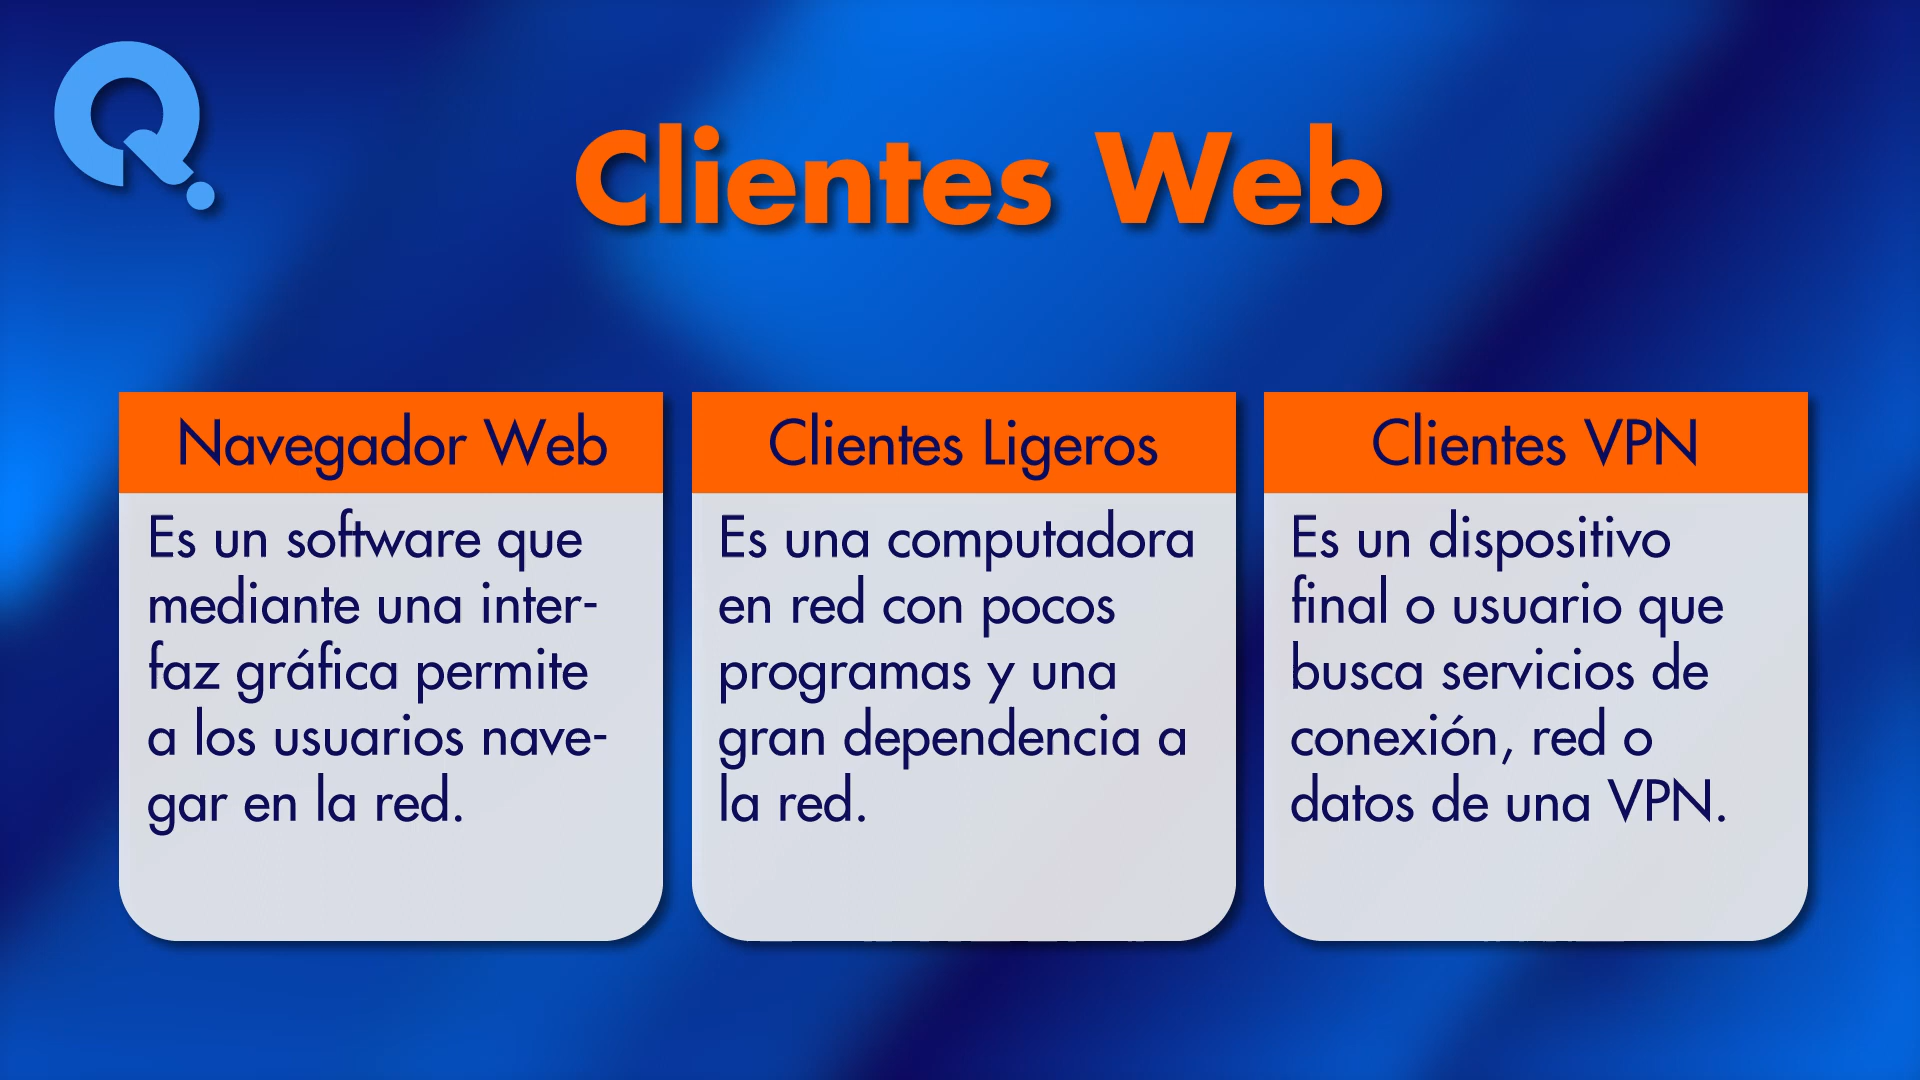 Q.
Clientes Web
Navegador Web
Es un software que
mediante una inter-
faz gráfica permite
a los usuarios nave-
gar en la red.
Clientes Ligeros
Es una computadora
en red con pocos
programas y una
gran dependencia a
la red.
Clientes VPN
Es un dispositivo
final o usuario que
busca servicios de
conexión, red o
datos de una VPN.